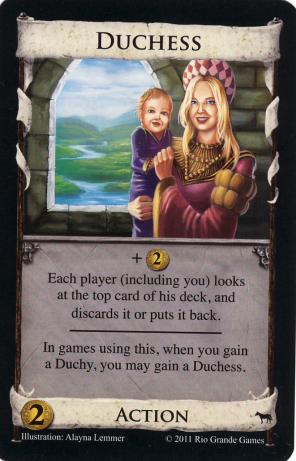 DUCHESS
+ 2
Each player (including you) looks
at the top card of his deck, and
discards it or puts it back.
In games using this, when you gain
a Duchy, you may gain a Duchess.
2
ACTION
Illustration: Alayna Lemmer
© 2011 Rio Grande Games